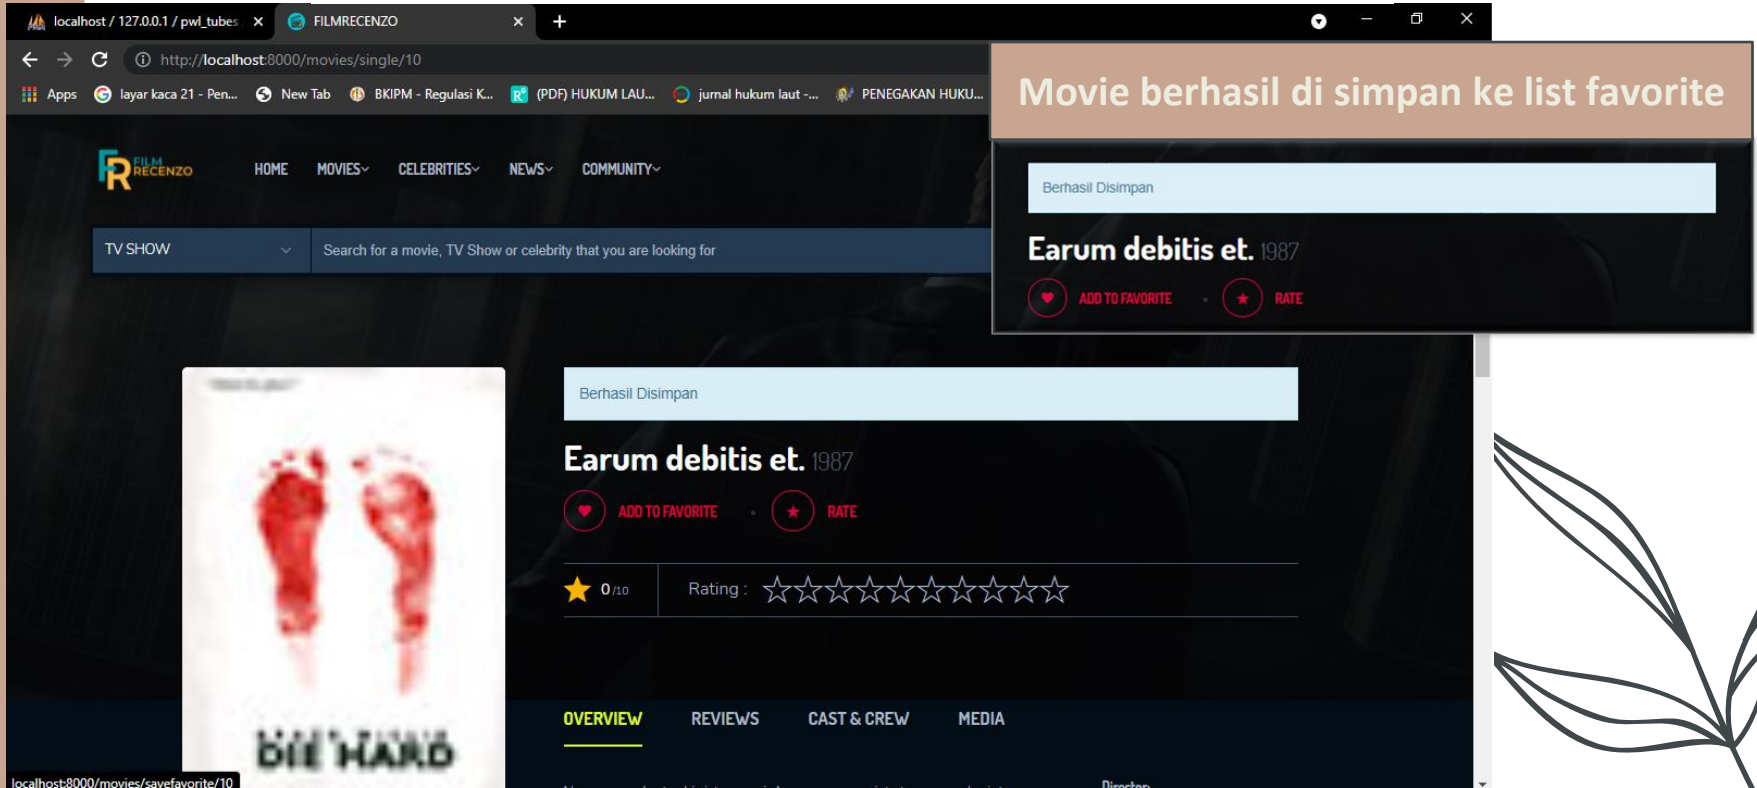 localhost / 127.0.0.1 / pwl_tubes
FILMRECENZO
http://localhost:8000/movies/single/10
Apps
layar kaca 21 - Pen...
New Tab
BKIPM - Regulasi K...
(PDF) HUKUM LAU...
jurnal hukum laut -...
PENEGAKAN HUKU...
Movie berhasil di simpan ke list favorite
FR FILM
RECENZO
HOME MOVIES CELEBRITIES NEWS COMMUNITY
TV SHOW
Search for a movie, TV Show or celebrity that you are looking for
Berhasil Disimpan
Earum debitis et. 1987
ADD TO FAVORITE RATE
Berhasil Disimpan
Earum debitis et. 1987
ADD TO FAVORITE RATE
0 /10 Rating :
DIE HARD
OVERVIEW REVIEWS CAST & CREW MEDIA
Director:
localhost:8000/movies/savefavorite/10